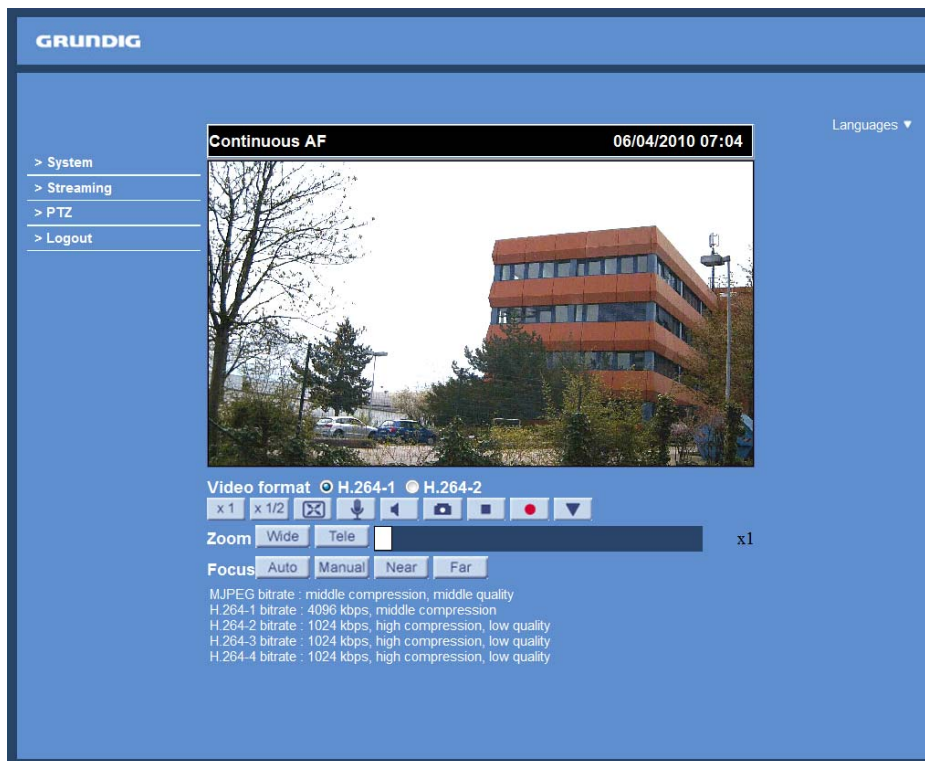 GRUNDIG
Languages ▼
Continuous AF 06/04/2010 07:04
> System
> Streaming
> PTZ
> Logout
Video format H.264-1 H.264-2
x 1 x 1/2
Zoom Wide Tele x1
Focus Auto Manual Near Far
MJPEG bitrate : middle compression, middle quality
H.264-1 bitrate : 4096 kbps, middle compression
H.264-2 bitrate : 1024 kbps, high compression, low quality
H.264-3 bitrate : 1024 kbps, high compression, low quality
H.264-4 bitrate : 1024 kbps, high compression, low quality